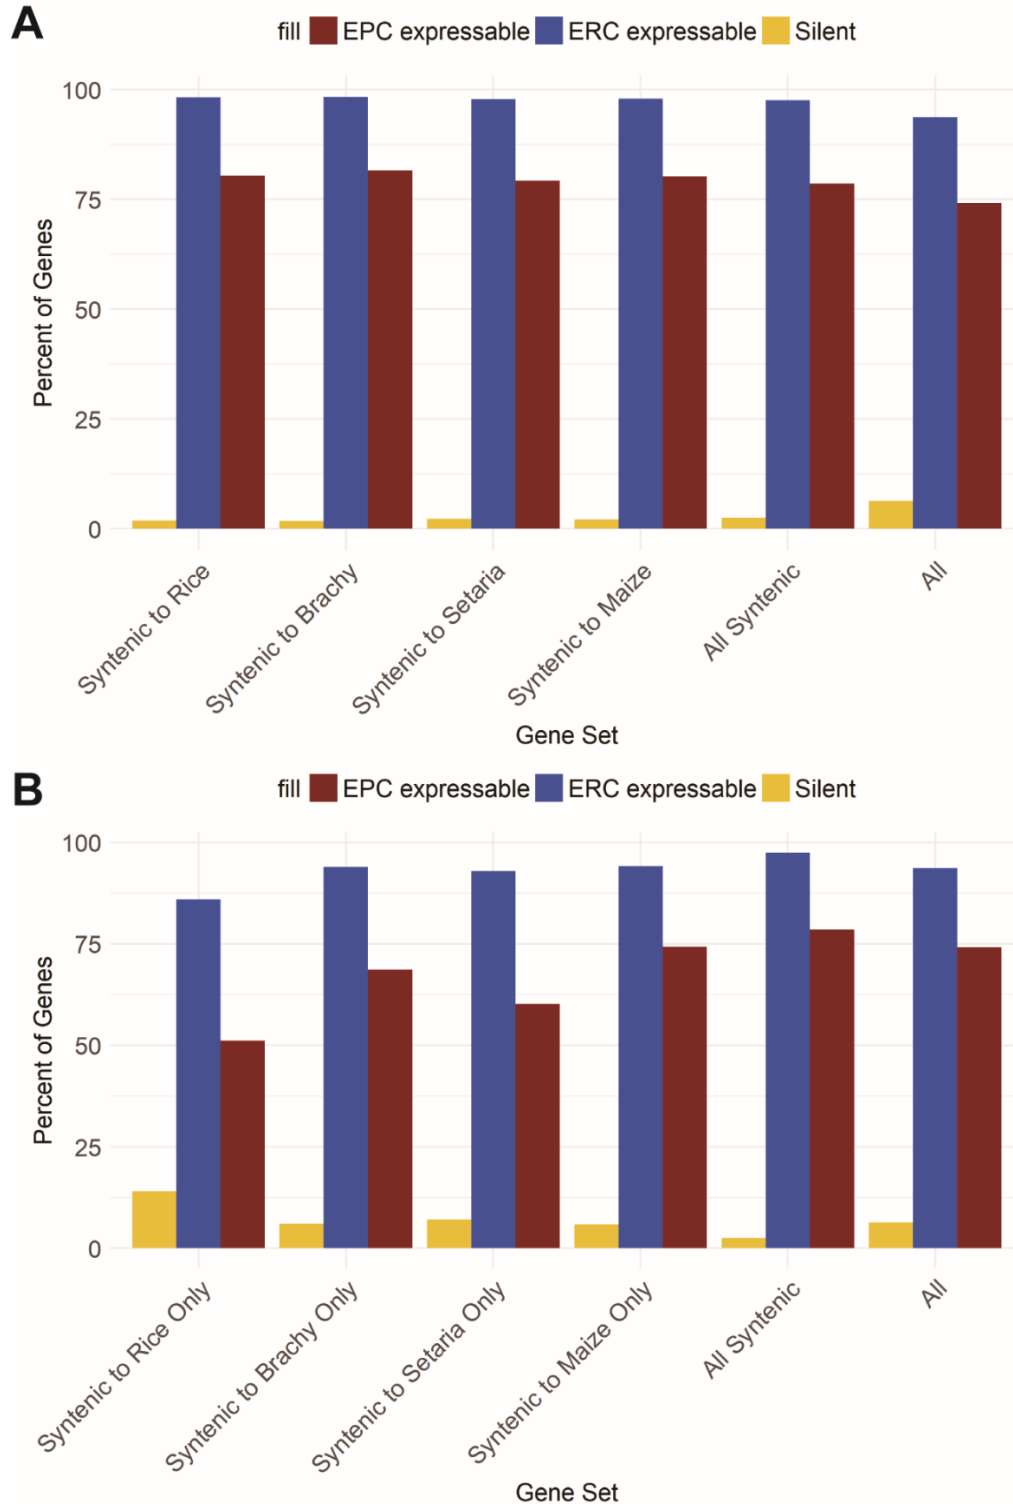 A
fill EPC expressable ERC expressable Silent
100
75
50
25
0
Percent of Genes
Syntenic to Rice
Syntenic to Brachy
Syntenic to Setaria
Syntenic to Maize
All Syntenic
All
Gene Set
B
fill EPC expressable ERC expressable Silent
100
75
50
25
0
Percent of Genes
Syntenic to Rice Only
Syntenic to Brachy Only
Syntenic to Setaria Only
Syntenic to Maize Only
All Syntenic
All
Gene Set